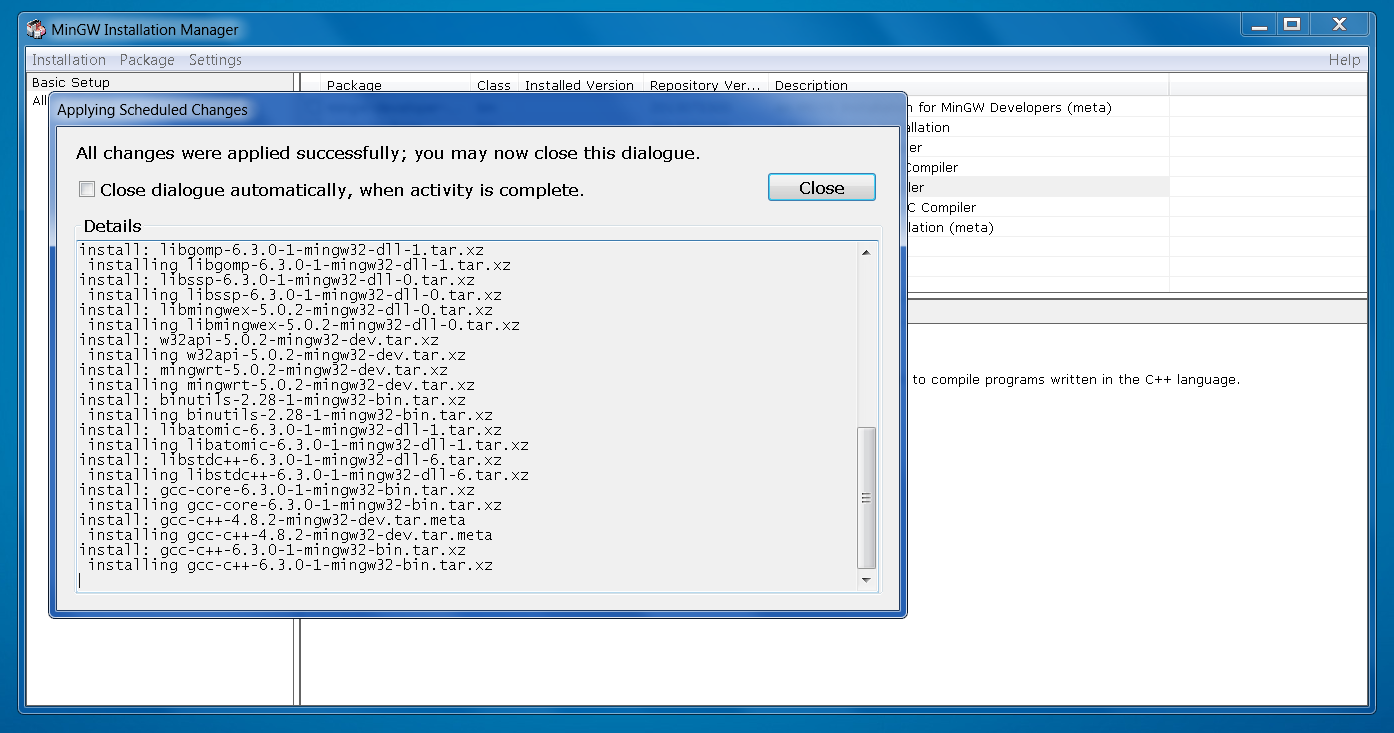 MinGW Installation Manager
Installation Package Settings Help
Basic Setup
All
Package Class Installed Version Repository Ver... Description
Applying Scheduled Changes
All changes were applied successfully; you may now close this dialogue.
Close dialogue automatically, when activity is complete.
Close
Details
install: libgomp-6.3.0-1-mingw32-dll-1.tar.xz
installing libgomp-6.3.0-1-mingw32-dll-1.tar.xz
install: libssp-6.3.0-1-mingw32-dll-0.tar.xz
installing libssp-6.3.0-1-mingw32-dll-0.tar.xz
install: libmingwex-5.0.2-mingw32-dll-0.tar.xz
installing libmingwex-5.0.2-mingw32-dll-0.tar.xz
install: w32api-5.0.2-mingw32-dev.tar.xz
installing w32api-5.0.2-mingw32-dev.tar.xz
install: mingwrt-5.0.2-mingw32-dev.tar.xz
installing mingwrt-5.0.2-mingw32-dev.tar.xz
install: binutils-2.28-1-mingw32-bin.tar.xz
installing binutils-2.28-1-mingw32-bin.tar.xz
install: libatomic-6.3.0-1-mingw32-dll-1.tar.xz
installing libatomic-6.3.0-1-mingw32-dll-1.tar.xz
install: libstdc++-6.3.0-1-mingw32-dll-6.tar.xz
installing libstdc++-6.3.0-1-mingw32-dll-6.tar.xz
install: gcc-core-6.3.0-1-mingw32-bin.tar.xz
installing gcc-core-6.3.0-1-mingw32-bin.tar.xz
install: gcc-c++-4.8.2-mingw32-dev.tar.meta
installing gcc-c++-4.8.2-mingw32-dev.tar.meta
install: gcc-c++-6.3.0-1-mingw32-bin.tar.xz
installing gcc-c++-6.3.0-1-mingw32-bin.tar.xz
n for MinGW Developers (meta)
allation
er
Compiler
ler
C Compiler
lation (meta)
to compile programs written in the C++ language.